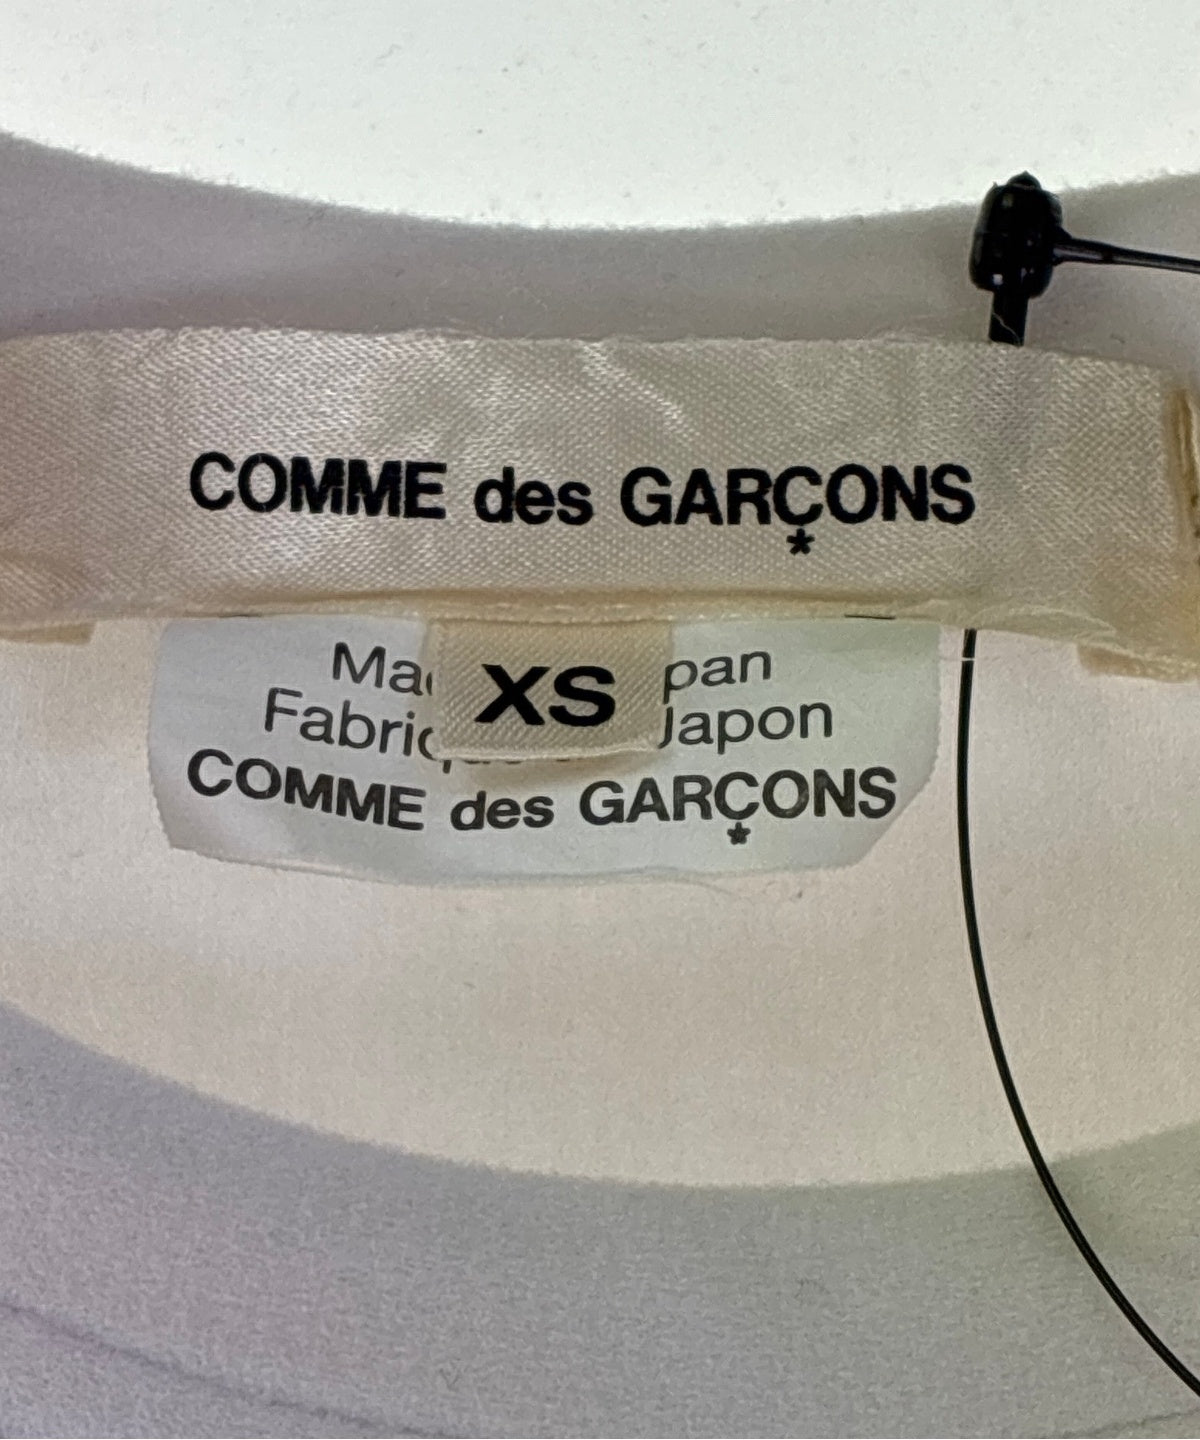 COMME des GARÇONS
*
XS
Ma pan
Fabri Japon
COMME des GARÇONS
*